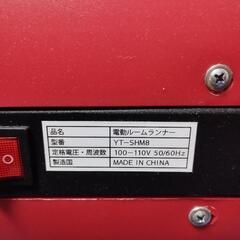 品名 電動ルームランナー
型番 YT-SHM8
定格電圧・周波数 100-110V 50/60Hz
製造国 MADE IN CHINA